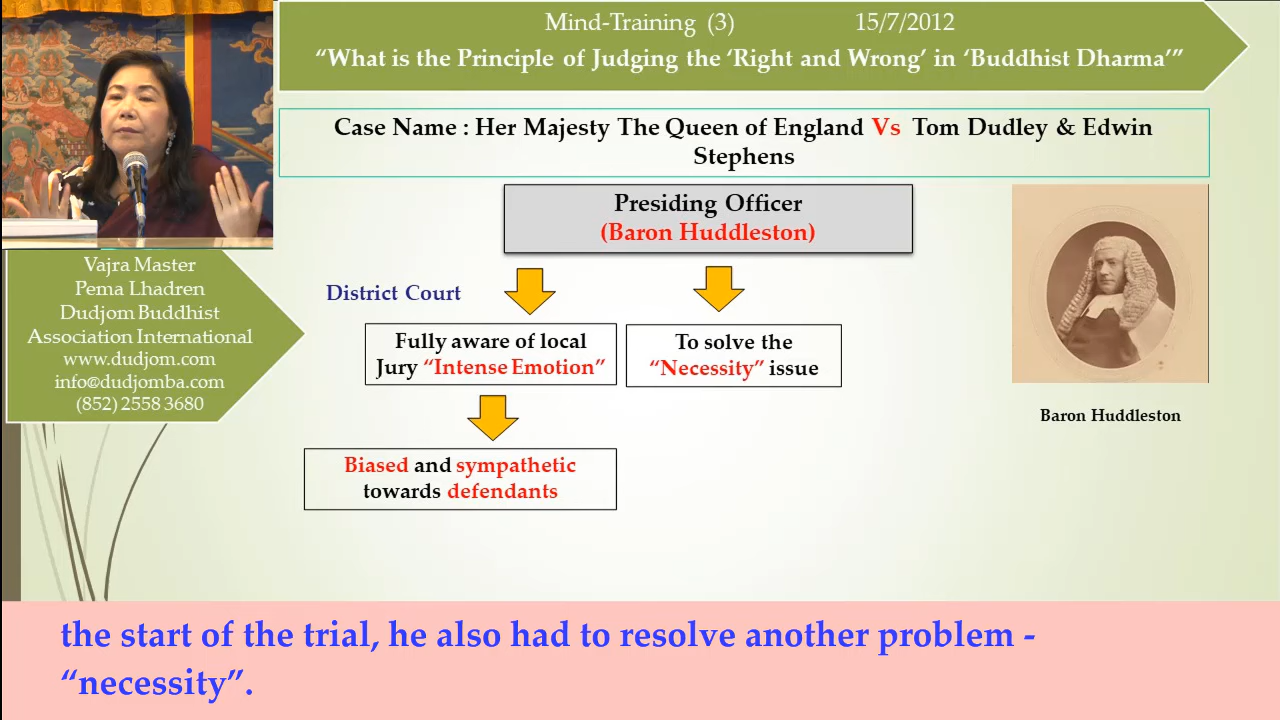 Mind-Training (3) 15/7/2012
“What is the Principle of Judging the ‘Right and Wrong’ in ‘Buddhist Dharma’”
Case Name : Her Majesty The Queen of England Vs Tom Dudley & Edwin
Stephens
Presiding Officer
(Baron Huddleston)
Vajra Master
Pema Lhadren
Dudjom Buddhist
Association International
www.dudjom.com
info@dudjomba.com
(852) 2558 3680
District Court
Fully aware of local
Jury “Intense Emotion”
To solve the
“Necessity” issue
Baron Huddleston
Biased and sympathetic
towards defendants
the start of the trial, he also had to resolve another problem -
“necessity”.